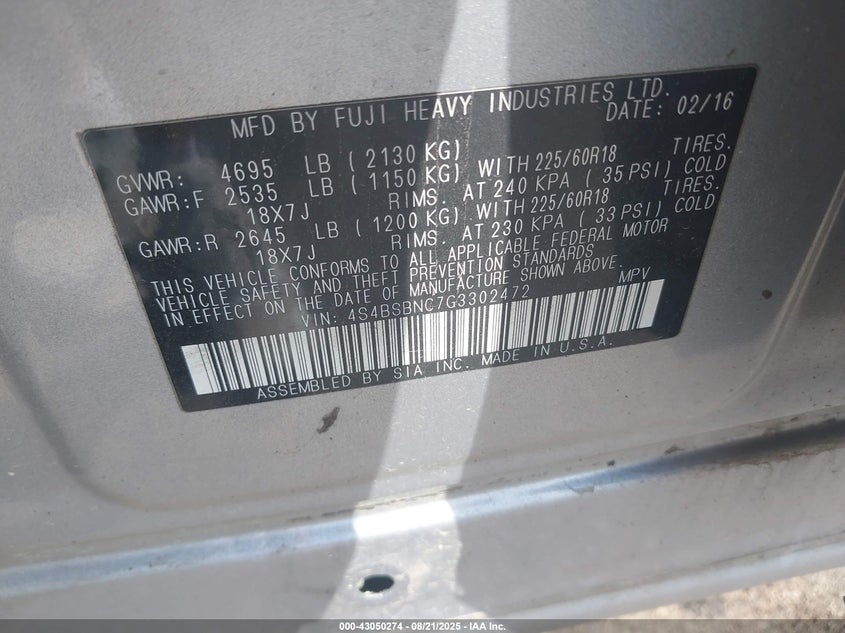 MFD BY FUJI HEAVY INDUSTRIES LTD.
DATE: 02/16
GVWR: 4695 LB ( 2130 KG)
GAWR:F 2535 LB ( 1150 KG) WITH 225/60R18 TIRES.
18X7J RIMS. AT 240 KPA ( 35 PSI) COLD
GAWR:R 2645 LB ( 1200 KG) WITH 225/60R18 TIRES.
18X7J RIMS. AT 230 KPA ( 33 PSI) COLD
THIS VEHICLE CONFORMS TO ALL APPLICABLE FEDERAL MOTOR
VEHICLE SAFETY AND THEFT PREVENTION STANDARDS
IN EFFECT ON THE DATE OF MANUFACTURE SHOWN ABOVE.
VIN: 4S4BSBNC7G3302472 MPV
ASSEMBLED BY SIA INC. MADE IN U.S.A.
000-43050274 - 08/21/2025 - IAA Inc.